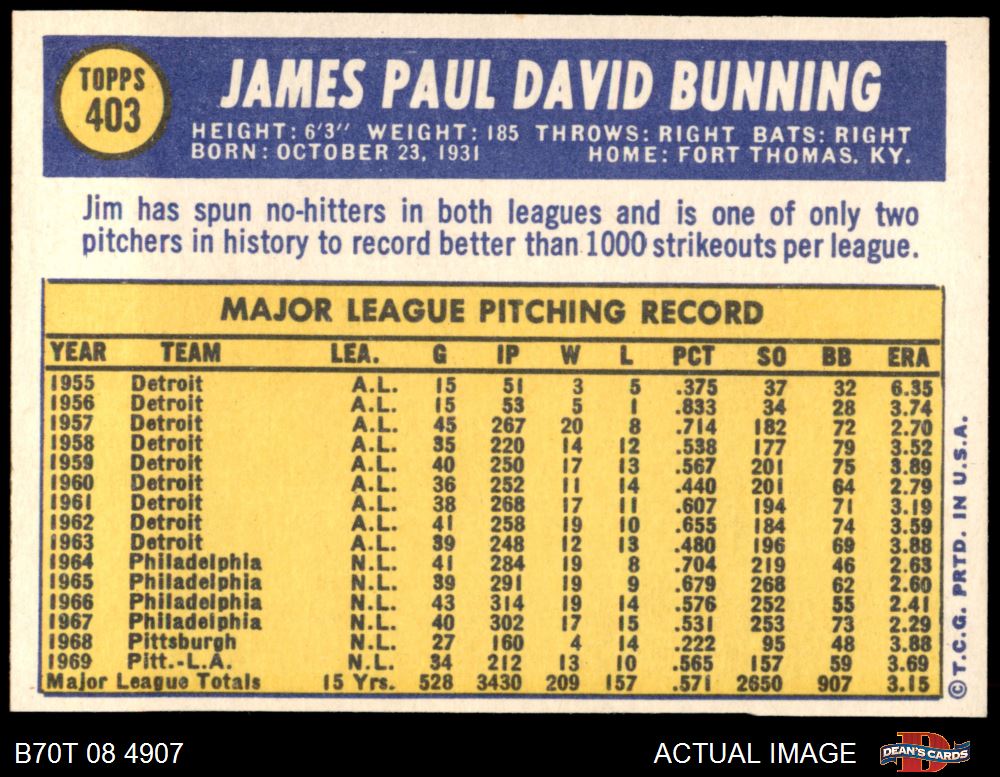 TOPPS
403
JAMES PAUL DAVID BUNNING
HEIGHT: 6'3" WEIGHT: 185 THROWS: RIGHT BATS: RIGHT
BORN: OCTOBER 23, 1931 HOME: FORT THOMAS, KY.
Jim has spun no-hitters in both leagues and is one of only two
pitchers in history to record better than 1000 strikeouts per league.
MAJOR LEAGUE PITCHING RECORD
YEAR TEAM LEA. G IP W L PCT SO BB ERA
1955 Detroit A.L. 15 51 3 5 .375 37 32 6.35
1956 Detroit A.L. 15 53 5 1 .833 34 28 3.74
1957 Detroit A.L. 45 267 20 8 .714 182 72 2.70
1958 Detroit A.L. 35 220 14 12 .538 177 79 3.52
1959 Detroit A.L. 40 250 17 13 .567 201 75 3.89
1960 Detroit A.L. 36 252 11 14 .440 201 64 2.79
1961 Detroit A.L. 38 268 17 11 .607 194 71 3.19
1962 Detroit A.L. 41 258 19 10 .655 184 74 3.59
1963 Detroit A.L. 39 248 12 13 .480 196 69 3.88
1964 Philadelphia N.L. 41 284 19 8 .704 219 46 2.63
1965 Philadelphia N.L. 39 291 19 9 .679 268 62 2.60
1966 Philadelphia N.L. 43 314 19 14 .576 252 55 2.41
1967 Philadelphia N.L. 40 302 17 15 .531 253 73 2.29
1968 Pittsburgh N.L. 27 160 4 14 .222 95 48 3.88
1969 Pitt.-L.A. N.L. 34 212 13 10 .565 157 59 3.69
Major League Totals 15 Yrs. 528 3430 209 157 .571 2650 907 3.15
© T.C.G. PRTD. IN U.S.A.
B70T 08 4907 ACTUAL IMAGE
DEAN'S CARDS